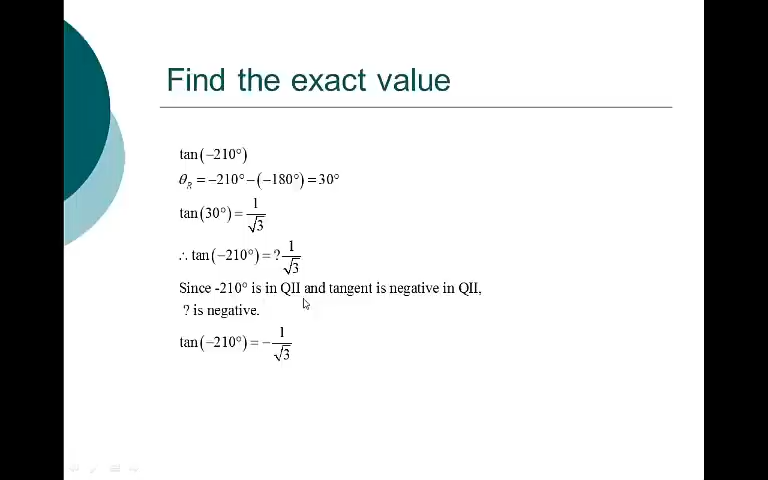 Find the exact value
tan(−210°)
θ_R = −210° − (−180°) = 30°
tan(30°) = 1/√3
∴ tan(−210°) = ? 1/√3
Since -210° is in QII and tangent is negative in QII,
? is negative.
tan(−210°) = − 1/√3